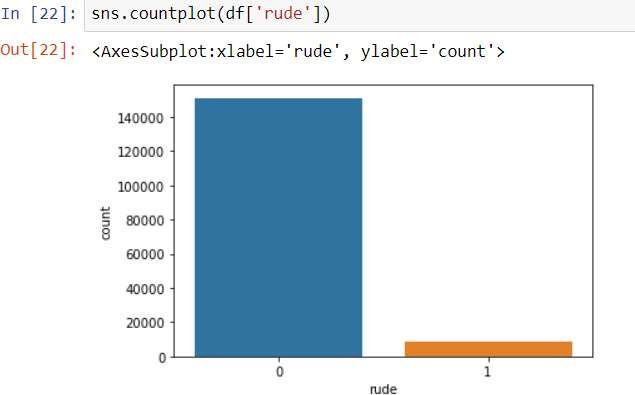 In [22]: sns.countplot(df['rude'])
Out[22]: <AxesSubplot:xlabel='rude', ylabel='count'>
140000
120000
100000
80000
60000
40000
20000
0
count
0 1
rude